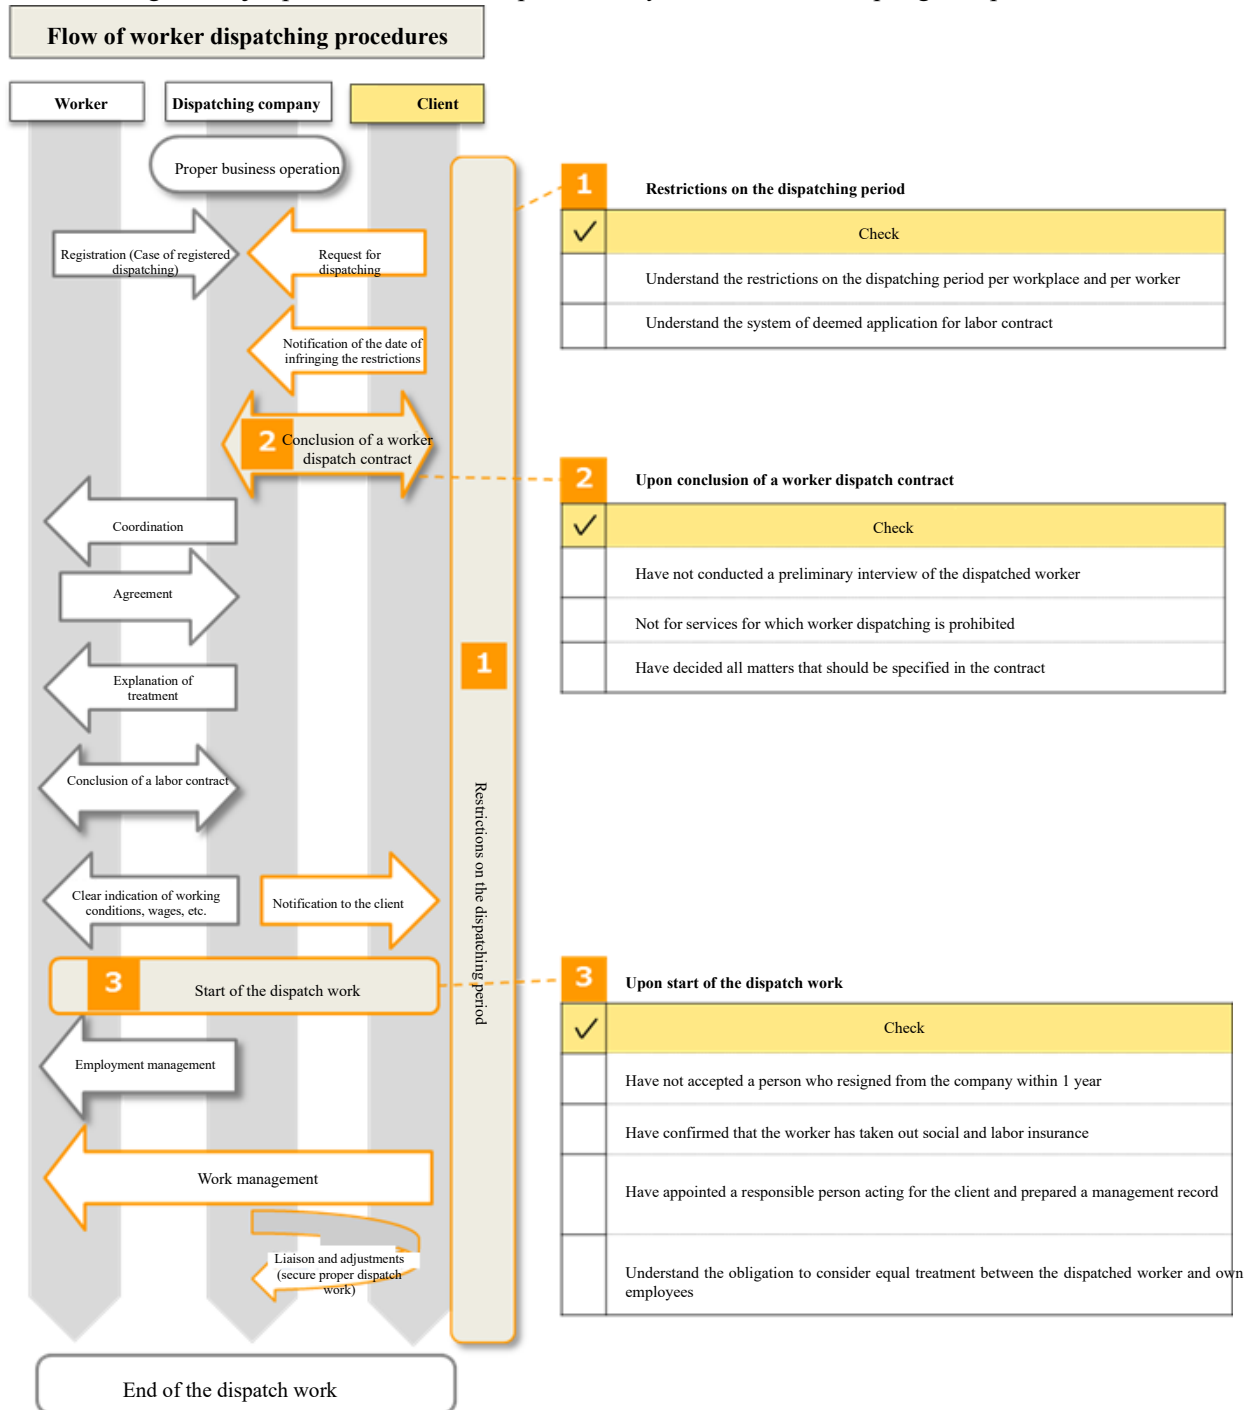 Flow of worker dispatching procedures
Worker
Dispatching company
Client
Proper business operation
Registration (Case of registered
dispatching)
Request for
dispatching
Notification of the date of
infringing the restrictions
2
Conclusion of a worker
dispatch contract
Coordination
Agreement
Explanation of
treatment
Conclusion of a labor contract
Clear indication of working
conditions, wages, etc.
Notification to the client
3
Start of the dispatch work
Employment management
Work management
Liaison and adjustments
(secure proper dispatch
work)
End of the dispatch work
1
Restrictions on the dispatching period
1
Restrictions on the dispatching period
✓
Check
Understand the restrictions on the dispatching period per workplace and per worker
Understand the system of deemed application for labor contract
2
Upon conclusion of a worker dispatch contract
✓
Check
Have not conducted a preliminary interview of the dispatched worker
Not for services for which worker dispatching is prohibited
Have decided all matters that should be specified in the contract
3
Upon start of the dispatch work
✓
Check
Have not accepted a person who resigned from the company within 1 year
Have confirmed that the worker has taken out social and labor insurance
Have appointed a responsible person acting for the client and prepared a management record
Understand the obligation to consider equal treatment between the dispatched worker and own
employees